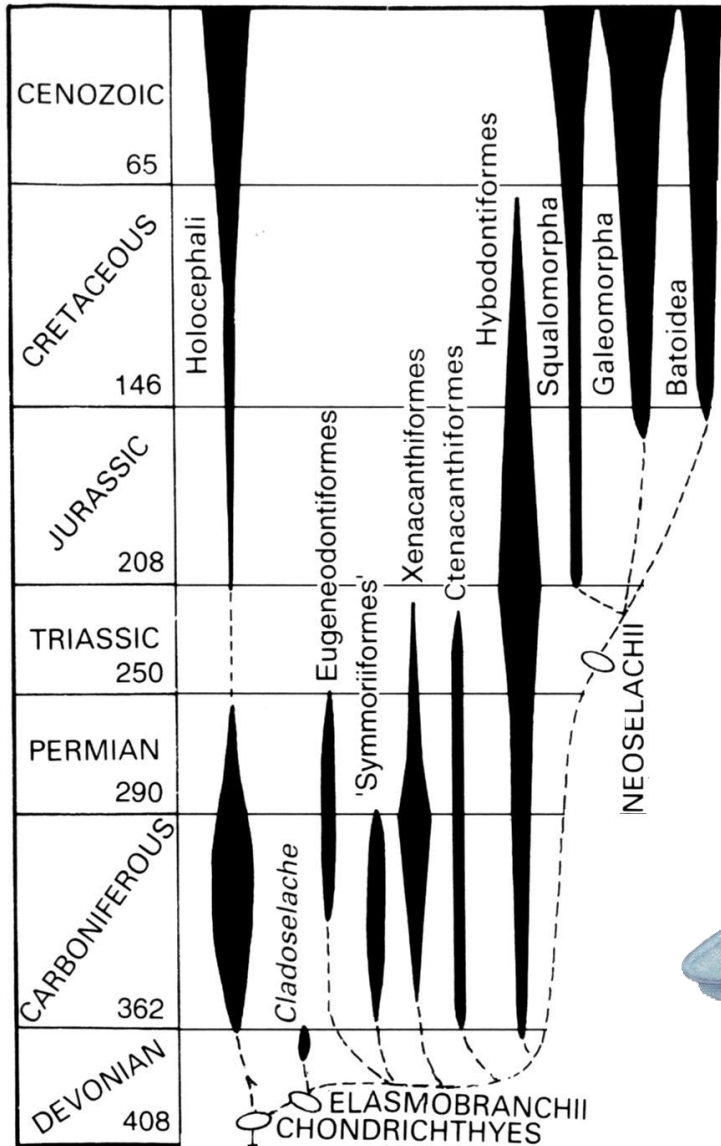 CENOZOIC
65
CRETACEOUS
146
JURASSIC
208
TRIASSIC
250
PERMIAN
290
CARBONIFEROUS
362
DEVONIAN
408
Holocephali
Cladoselache
Eugeneodontiformes
'Symmoriiformes'
Xenacanthiformes
Ctenacanthiformes
Hybodontiformes
Squalomorpha
Galeomorpha
Batoidea
NEOSELACHII
ELASMOBRANCHII
CHONDRICHTHYES